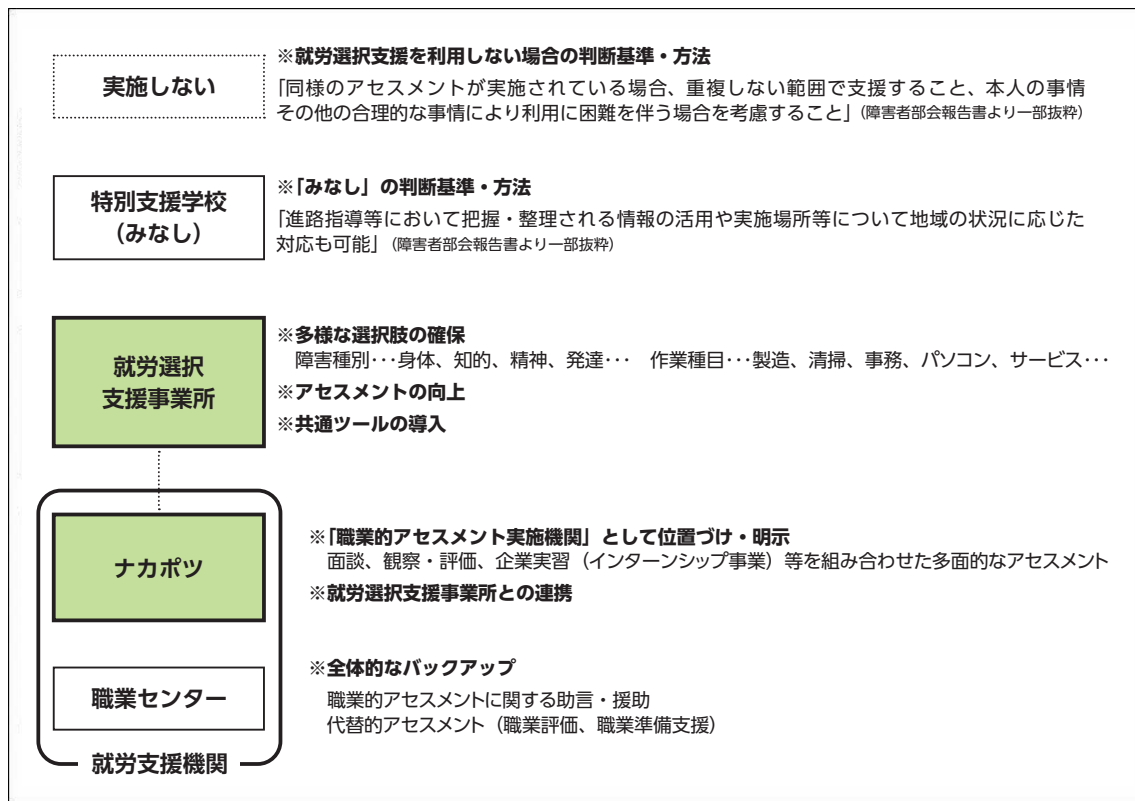 実施しない
※就労選択支援を利用しない場合の判断基準・方法
「同様のアセスメントが実施されている場合、重複しない範囲で支援すること、本人の事情
その他の合理的な事情により利用に困難を伴う場合を考慮すること」(障害者部会報告書より一部抜粋)
特別支援学校
(みなし)
※「みなし」の判断基準・方法
「進路指導等において把握・整理される情報の活用や実施場所等について地域の状況に応じた
対応も可能」(障害者部会報告書より一部抜粋)
就労選択
支援事業所
※多様な選択肢の確保
障害種別･･･身体、知的、精神、発達･･･ 作業種目･･･製造、清掃、事務、パソコン、サービス･･･
※アセスメントの向上
※共通ツールの導入
ナカポツ
※「職業的アセスメント実施機関」として位置づけ・明示
面談、観察・評価、企業実習（インターンシップ事業）等を組み合わせた多面的なアセスメント
※就労選択支援事業所との連携
職業センター
※全体的なバックアップ
職業的アセスメントに関する助言・援助
代替的アセスメント（職業評価、職業準備支援）
就労支援機関